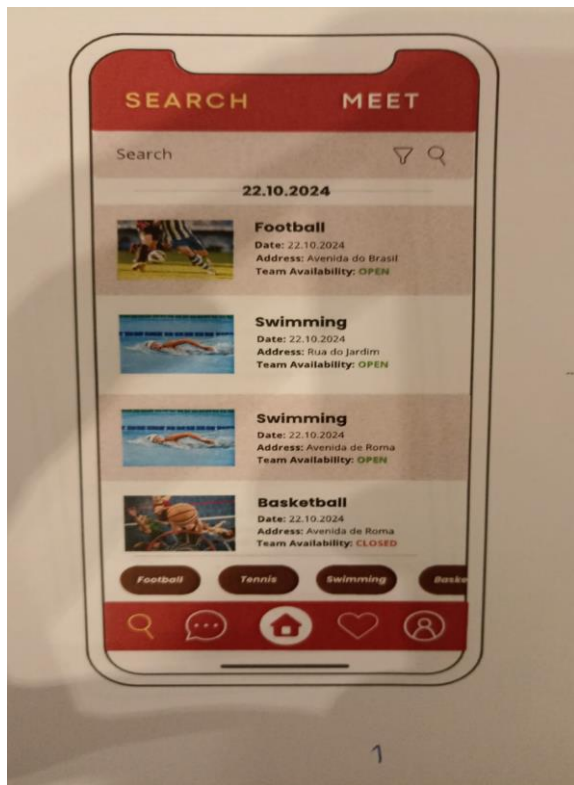 SEARCH MEET
Search
22.10.2024
Football
Date: 22.10.2024
Address: Avenida do Brasil
Team Availability: OPEN
Swimming
Date: 22.10.2024
Address: Rua do Jardim
Team Availability: OPEN
Swimming
Date: 22.10.2024
Address: Avenida de Roma
Team Availability: OPEN
Basketball
Date: 22.10.2024
Address: Avenida de Roma
Team Availability: CLOSED
Football Tennis Swimming Baske
1